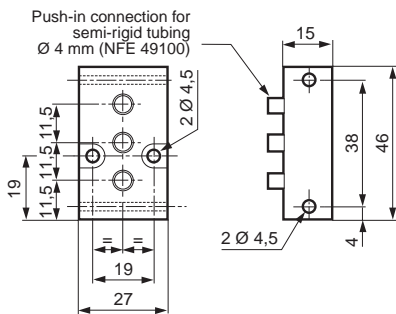 Push-in connection for
semi-rigid tubing
Ø 4 mm (NFE 49100)
15
2 Ø 4,5
11,5
11,5
11,5
19
38
46
4
2 Ø 4,5
= =
19
27